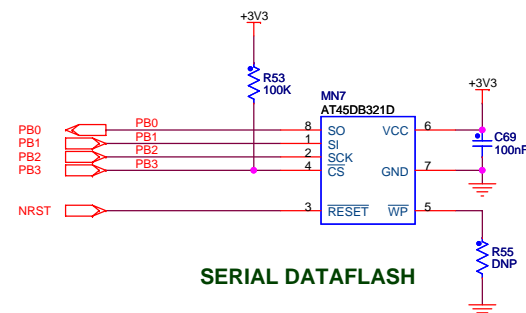 +3V3
R53
100K
MN7
AT45DB321D
+3V3
PB0 PB0 8 SO VCC 6
C69
100nF
PB1 PB1 1 SI
PB2 PB2 2 SCK
PB3 PB3 4 CS GND 7
NRST 3 RESET WP 5
R55
DNP
SERIAL DATAFLASH